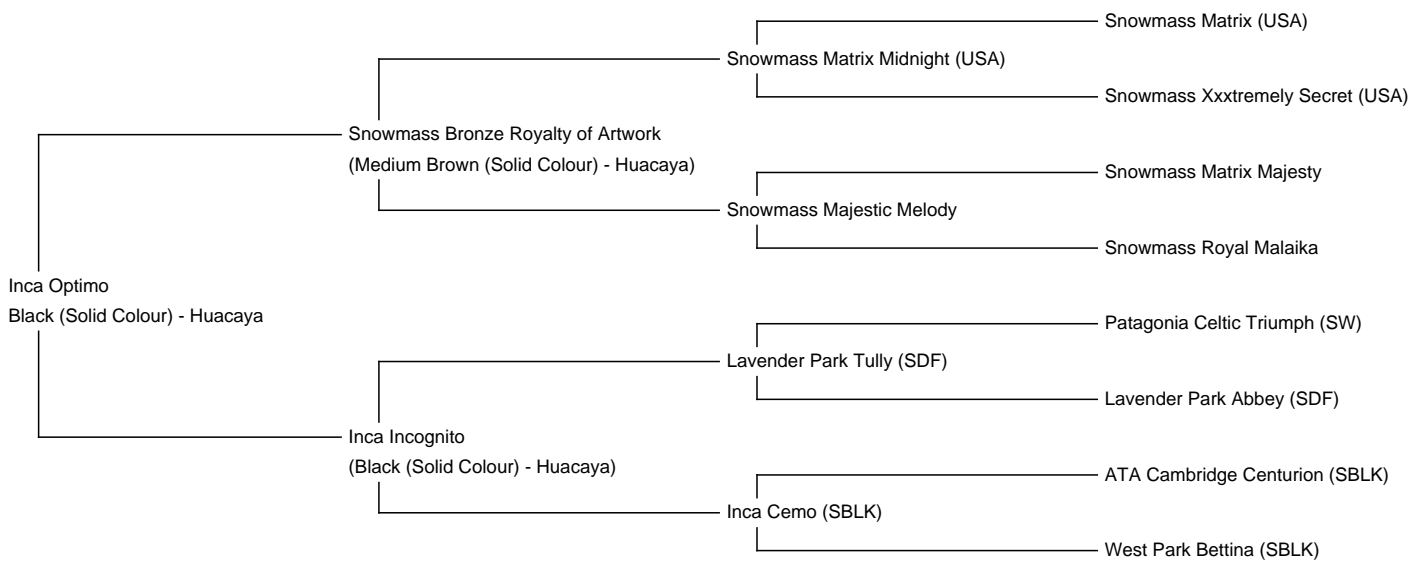 Snowmass Matrix (USA)
Snowmass Matrix Midnight (USA)
Snowmass Xxxtremely Secret (USA)
Snowmass Bronze Royalty of Artwork
(Medium Brown (Solid Colour) - Huacaya)
Snowmass Matrix Majesty
Snowmass Majestic Melody
Snowmass Royal Malaika
Inca Optimo
Black (Solid Colour) - Huacaya
Patagonia Celtic Triumph (SW)
Lavender Park Tully (SDF)
Lavender Park Abbey (SDF)
Inca Incognito
(Black (Solid Colour) - Huacaya)
ATA Cambridge Centurion (SBLK)
Inca Cemo (SBLK)
West Park Bettina (SBLK)